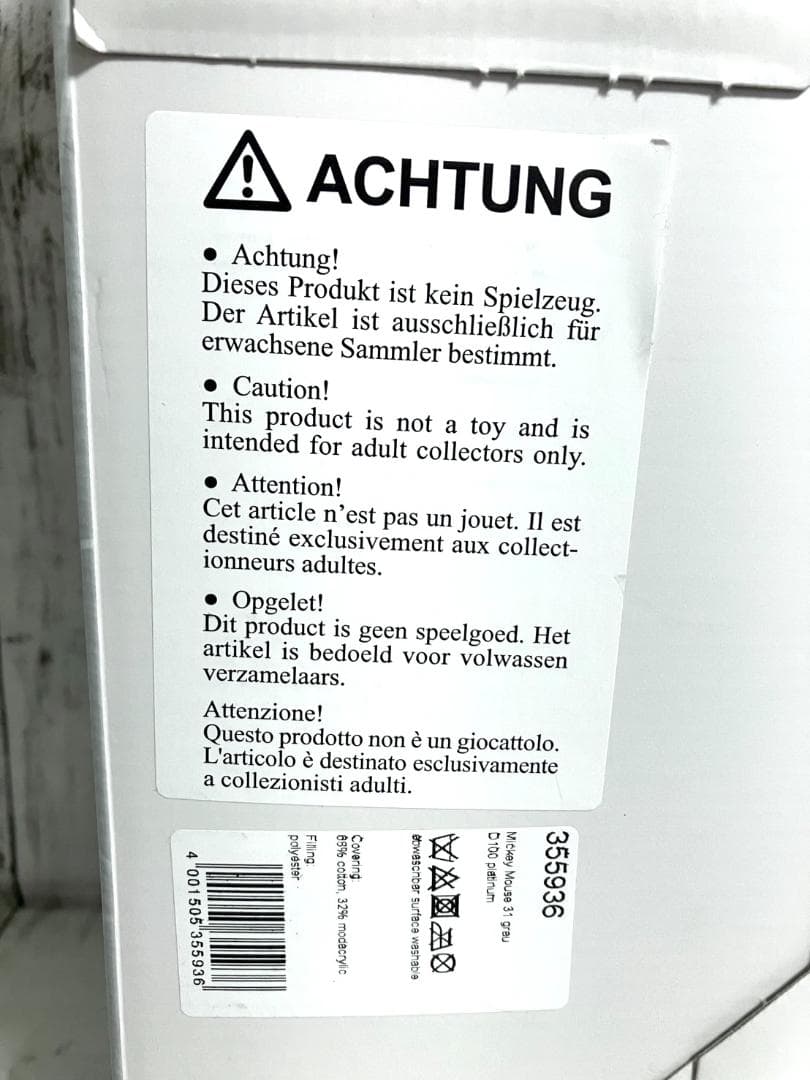 ACHTUNG
• Achtung!
Dieses Produkt ist kein Spielzeug.
Der Artikel ist ausschließlich für
erwachsene Sammler bestimmt.
• Caution!
This product is not a toy and is
intended for adult collectors only.
• Attention!
Cet article n’est pas un jouet. Il est
destiné exclusivement aux collect-
ionneurs adultes.
• Opgelet!
Dit product is geen speelgoed. Het
artikel is bedoeld voor volwassen
verzamelaars.
Attenzione!
Questo prodotto non è un giocattolo.
L'articolo è destinato esclusivamente
a collezionisti adulti.
355936
Mickey Mouse 31 grau
D100 platinum
abwaschbar surface washable
Covering:
cotton, 32% modacrylic
Filling:
polyester
4 001505 355936